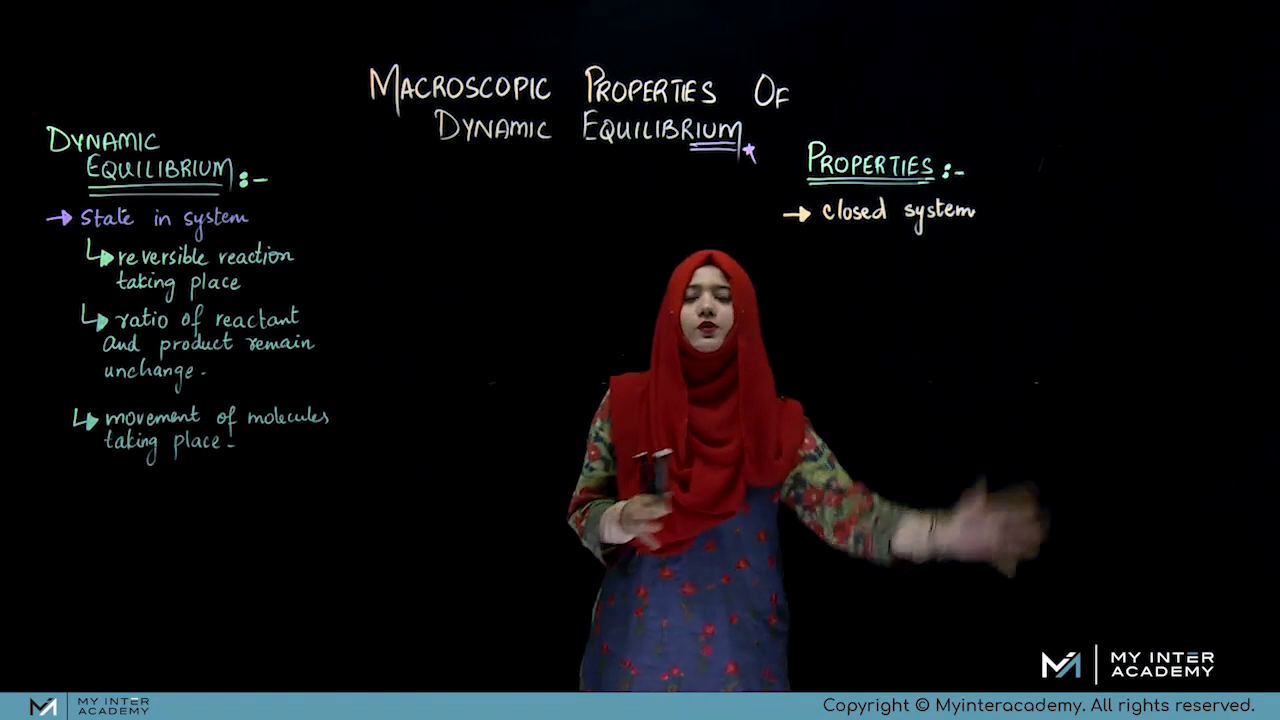 MACROSCOPIC PROPERTIES OF
DYNAMIC EQUILIBRIUM
DYNAMIC
EQUILIBRIUM :-
→ State in system
↳ reversible reaction
taking place
↳ ratio of reactant
and product remain
unchange.
↳ movement of molecules
taking place.
PROPERTIES :-
→ closed system
MY INTER
ACADEMY
MY INTER
ACADEMY
Copyright © Myinteracademy. All rights reserved.